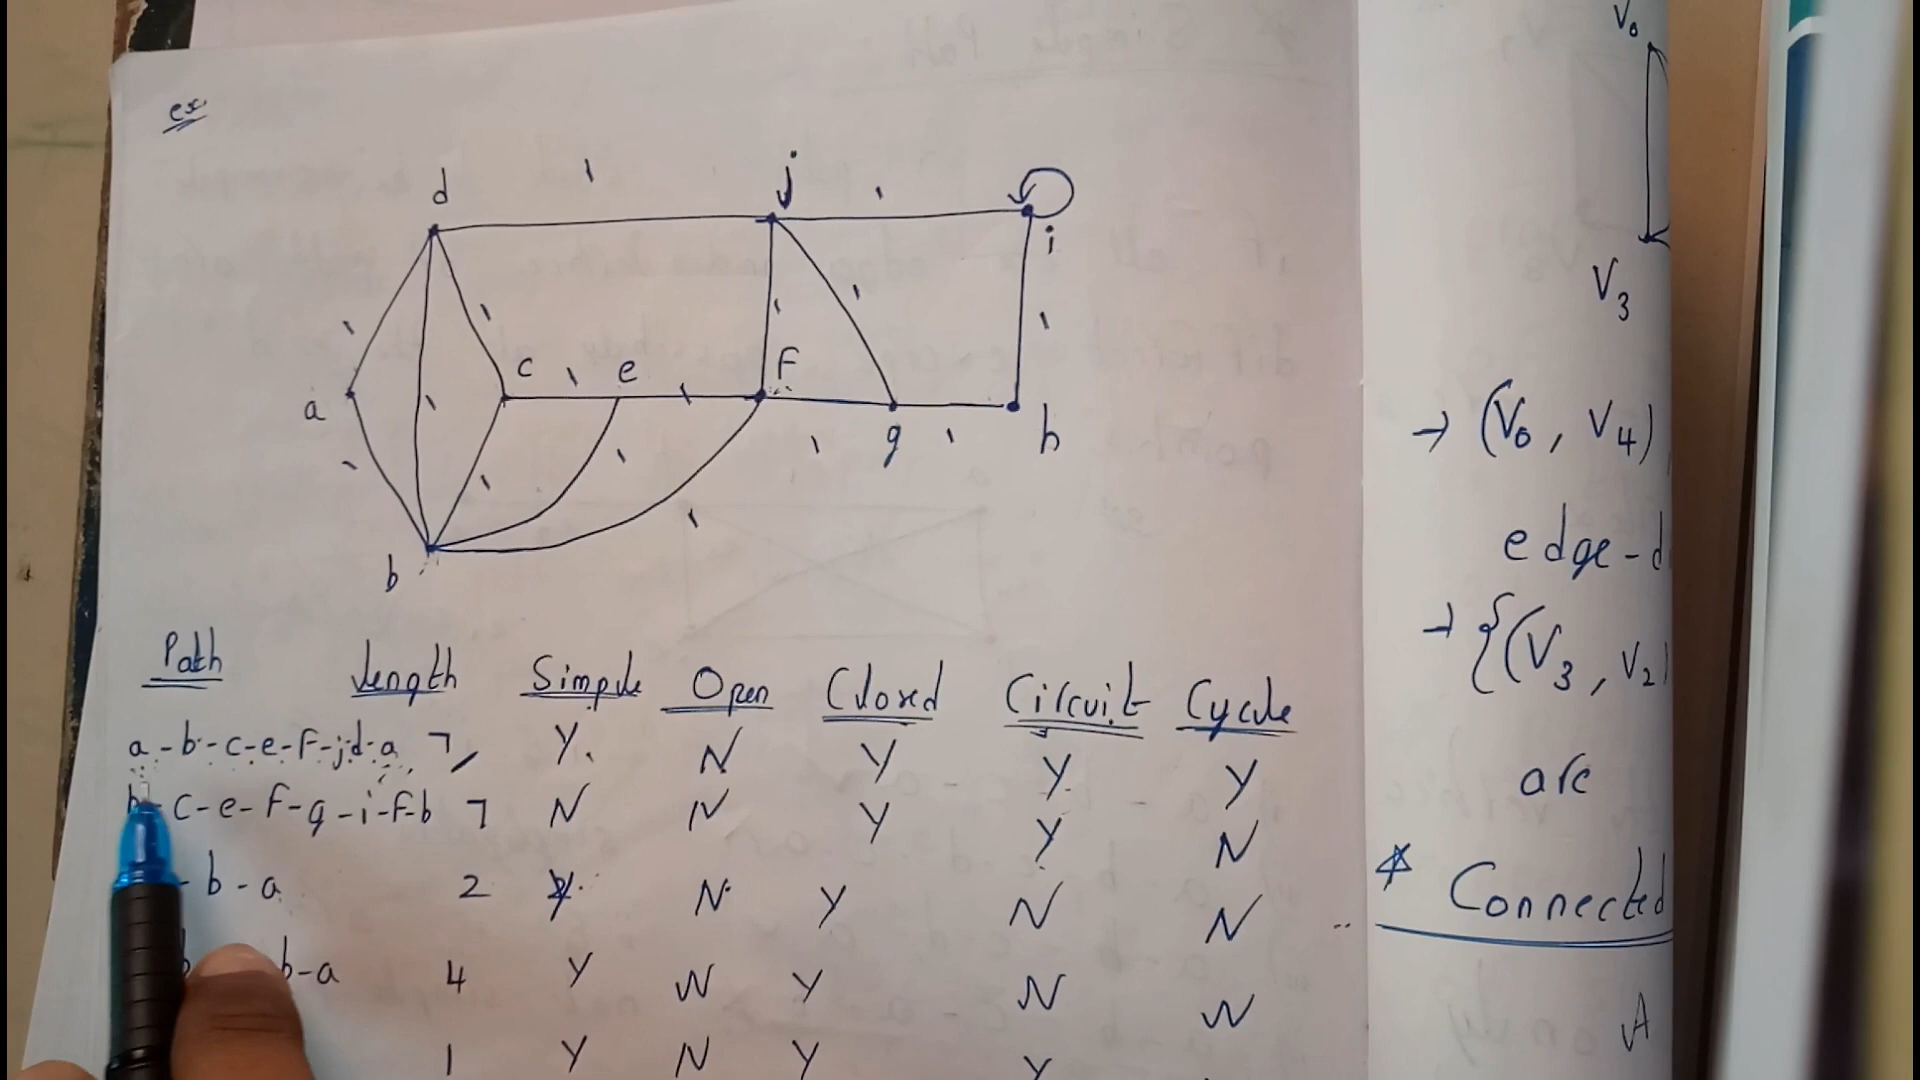 ex
d
j
i
a
c
e
F
g
h
b
Path Length Simple Open Closed Circuit Cycle
a-b-c-e-F-j-d-a 7 Y N Y Y Y
b-c-e-F-g-i-F-b 7 N N Y Y N
-b-a 2 N Y N N
b-a 4 Y N Y N N
1 Y N Y Y
V0
V3
→ (V0, V4)
edge-d
→ {(V3, V2)
are
* Connected
A